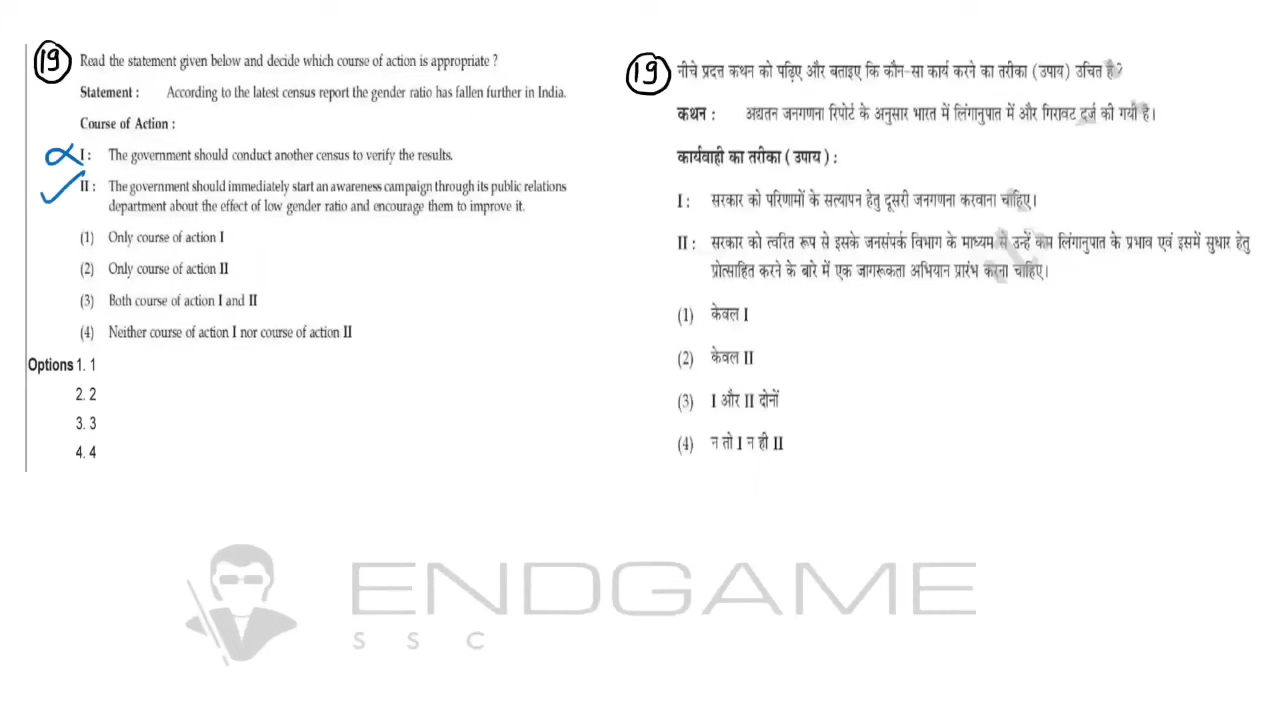 19 Read the statement given below and decide which course of action is appropriate ?
Statement : According to the latest census report the gender ratio has fallen further in India.
Course of Action :
I : The government should conduct another census to verify the results.
II : The government should immediately start an awareness campaign through its public relations
department about the effect of low gender ratio and encourage them to improve it.
(1) Only course of action I
(2) Only course of action II
(3) Both course of action I and II
(4) Neither course of action I nor course of action II
Options 1. 1
2. 2
3. 3
4. 4
19 नीचे प्रदत्त कथन को पढ़िए और बताइए कि कौन-सा कार्य करने का तरीका (उपाय) उचित है?
कथन : अद्यतन जनगणना रिपोर्ट के अनुसार भारत में लिंगानुपात में और गिरावट दर्ज की गयी है।
कार्यवाही का तरीका ( उपाय ) :
I : सरकार को परिणामों के सत्यापन हेतु दूसरी जनगणना करवाना चाहिए।
II : सरकार को त्वरित रूप से इसके जनसंपर्क विभाग के माध्यम से उन्हें कम लिंगानुपात के प्रभाव एवं इसमें सुधार हेतु
प्रोत्साहित करने के बारे में एक जागरूकता अभियान प्रारंभ करना चाहिए।
(1) केवल I
(2) केवल II
(3) I और II दोनों
(4) न तो I न ही II
ENDGAME
SSC